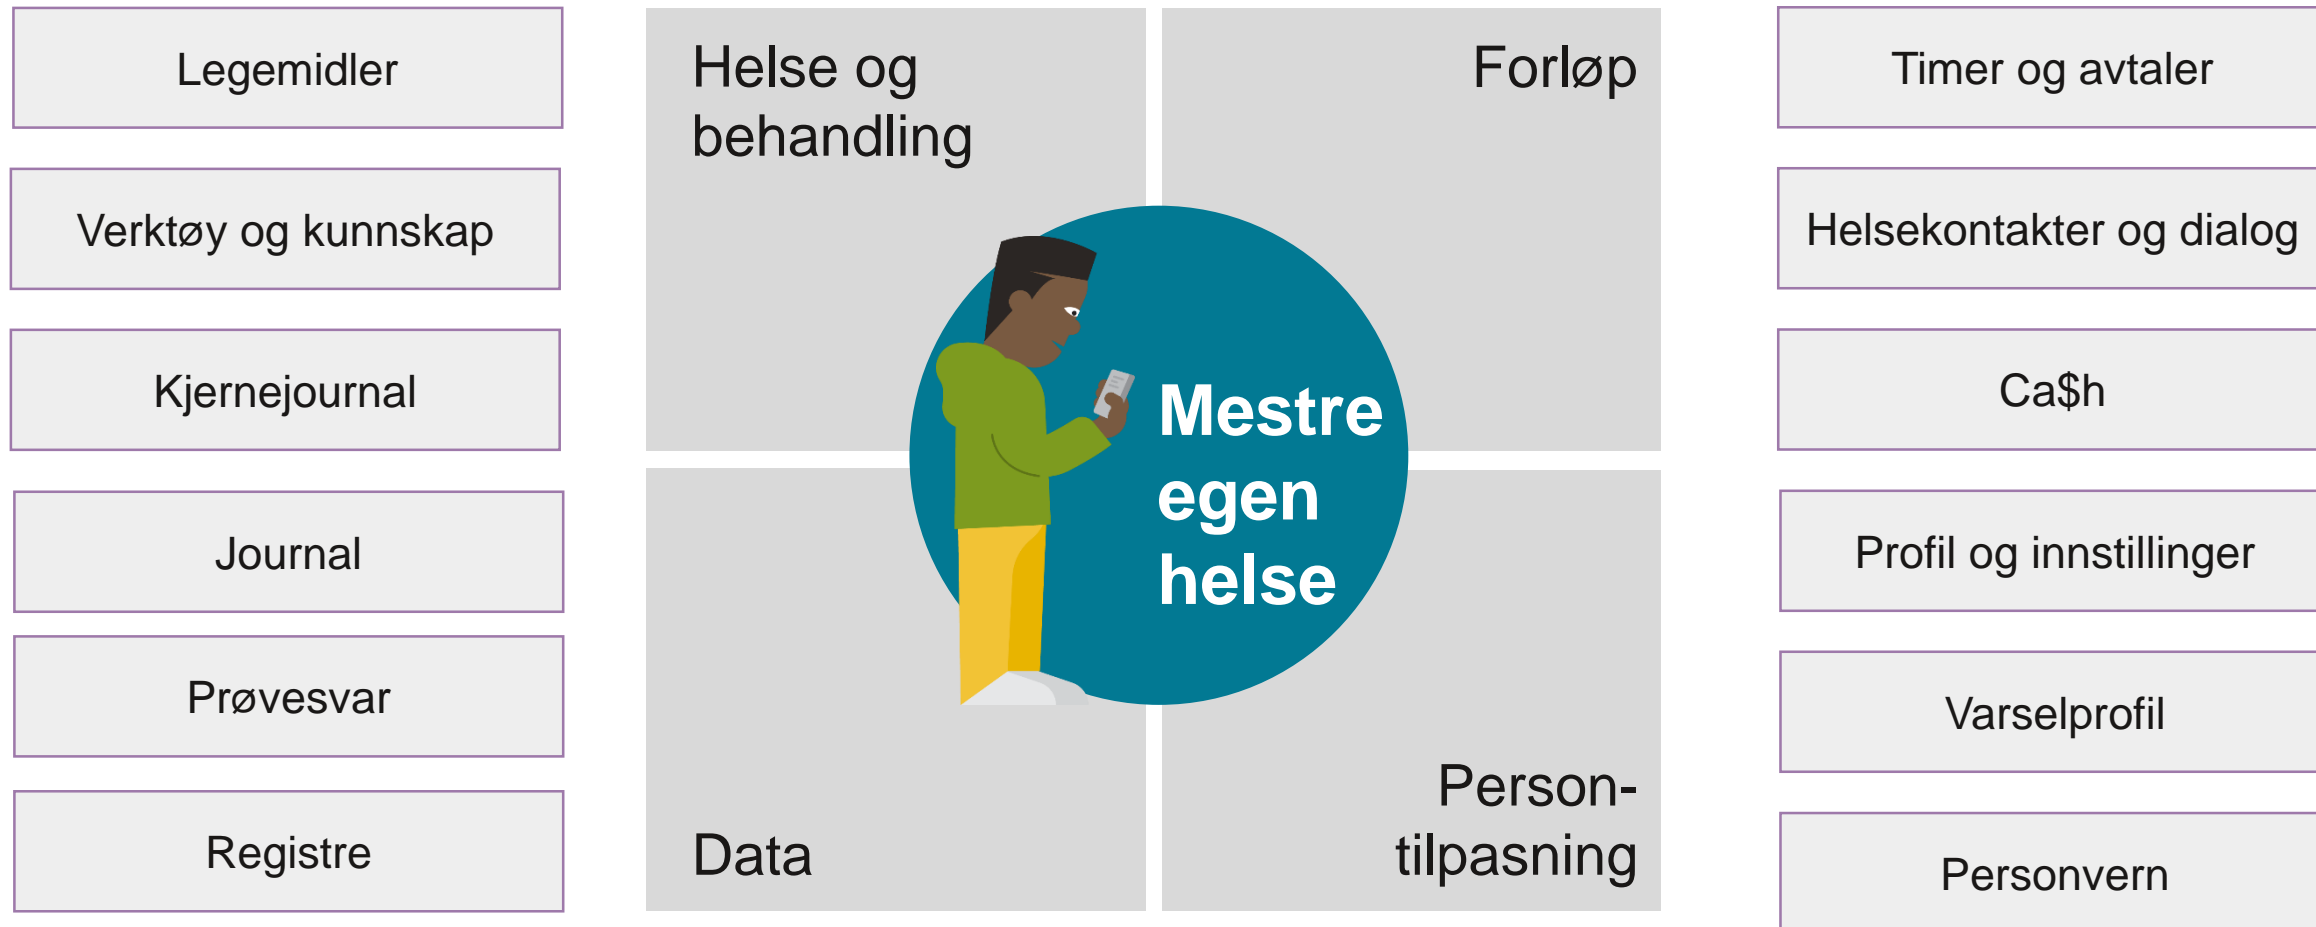 Legemidler
Verktøy og kunnskap
Kjernejournal
Journal
Prøvesvar
Registre
Helse og
behandling
Forløp
Mestre
egen
helse
Data
Person-
tilpasning
Timer og avtaler
Helsekontakter og dialog
Ca$h
Profil og innstillinger
Varselprofil
Personvern